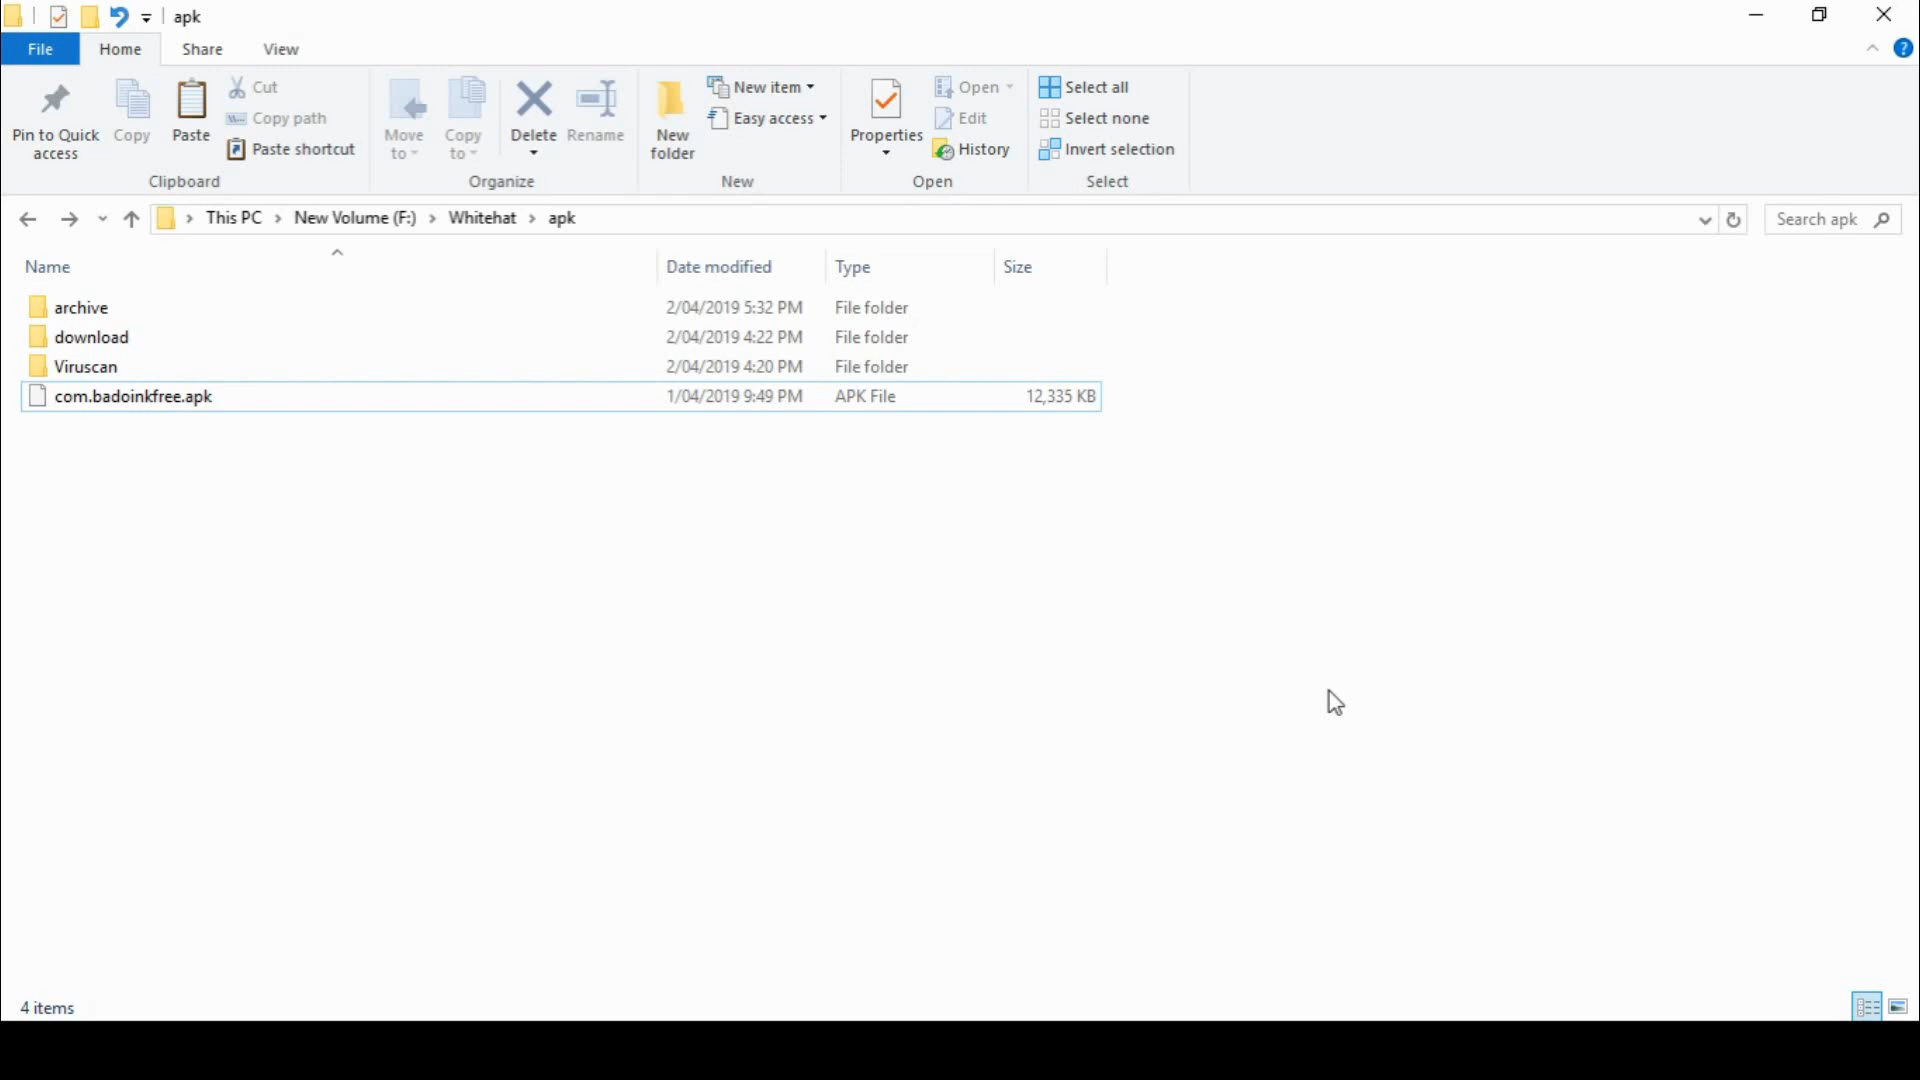 apk
File Home Share View
Pin to Quick access
Copy
Paste
Cut
Copy path
Paste shortcut
Clipboard
Move to
Copy to
Delete
Rename
Organize
New folder
New item
Easy access
New
Properties
Open
Edit
History
Open
Select all
Select none
Invert selection
Select
This PC New Volume (F:) Whitehat apk
Search apk
Name Date modified Type Size
archive 2/04/2019 5:32 PM File folder
download 2/04/2019 4:22 PM File folder
Viruscan 2/04/2019 4:20 PM File folder
com.badoinkfree.apk 1/04/2019 9:49 PM APK File 12,335 KB
4 items